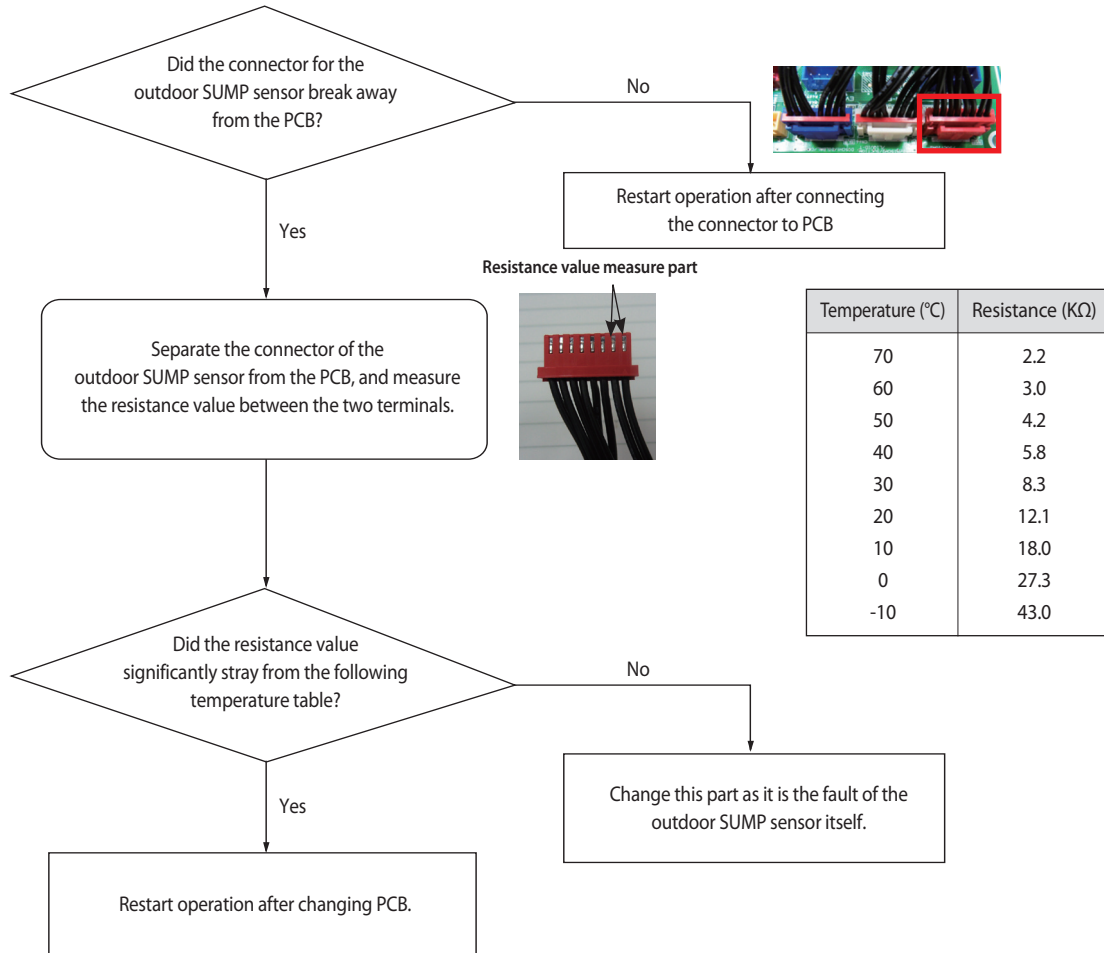 Did the connector for the
outdoor SUMP sensor break away
from the PCB?
No
Restart operation after connecting
the connector to PCB
Yes
Resistance value measure part
Separate the connector of the
outdoor SUMP sensor from the PCB, and measure
the resistance value between the two terminals.
Temperature (°C) Resistance (KΩ)
70 2.2
60 3.0
50 4.2
40 5.8
30 8.3
20 12.1
10 18.0
0 27.3
-10 43.0
Did the resistance value
significantly stray from the following
temperature table?
No
Change this part as it is the fault of the
outdoor SUMP sensor itself.
Yes
Restart operation after changing PCB.